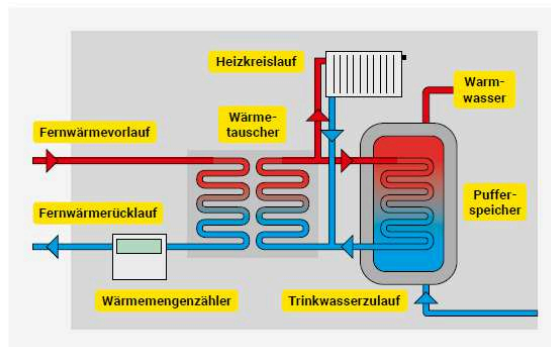 Heizkreislauf
Warm-
wasser
Wärme-
tauscher
Fernwärmevorlauf
Puffer-
speicher
Fernwärmerücklauf
Wärmemengenzähler
Trinkwasserzulauf